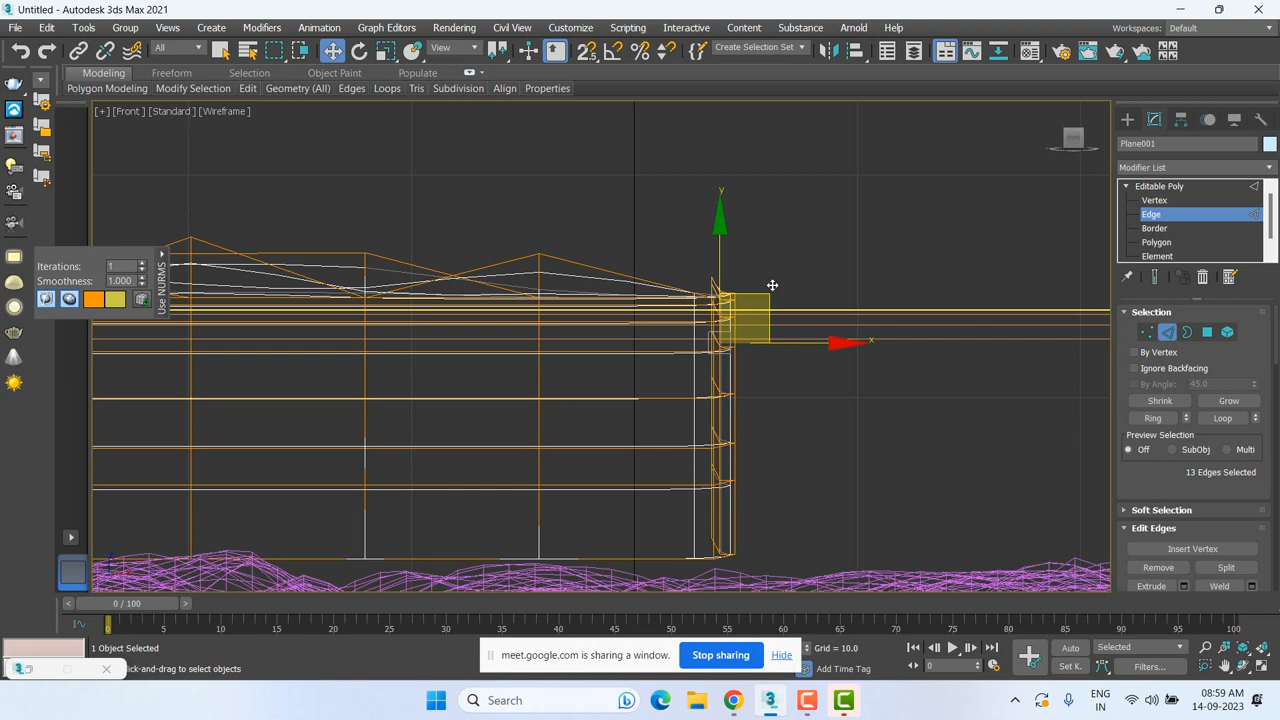 Untitled - Autodesk 3ds Max 2021
File Edit Tools Group Views Create Modifiers Animation Graph Editors Rendering Civil View Customize Scripting Interactive Content Substance Arnold Help
Workspaces: Default
All View Create Selection Set
Modeling Freeform Selection Object Paint Populate
Polygon Modeling Modify Selection Edit Geometry (All) Edges Loops Tris Subdivision Align Properties
[+] [Front] [Standard] [Wireframe]
y
x
Iterations: 1
Smoothness: 1.000
Use NURMS
Plane001
Modifier List
Editable Poly
Vertex
Edge
Border
Polygon
Element
Selection
By Vertex
Ignore Backfacing
By Angle: 45.0
Shrink Grow
Ring Loop
Preview Selection
Off SubObj Multi
13 Edges Selected
Soft Selection
Edit Edges
Insert Vertex
Remove Split
Extrude Weld
< 0 / 100 >
0 5 10 15 20 25 30 35 40 45 50 55 60 65 70 75 80 85 90 95 100
1 Object Selected
click-and-drag to select objects
meet.google.com is sharing a window. Stop sharing Hide
Grid = 10.0
Add Time Tag
0
Auto Selected
Set K. Filters...
Search
ENG
IN
08:59 AM
14-09-2023